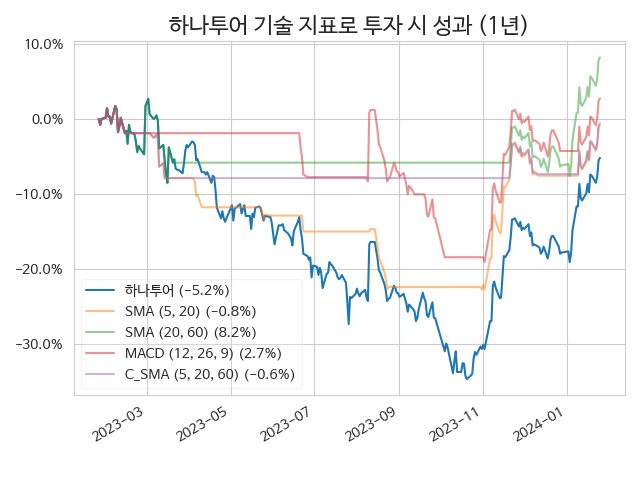 하나투어 기술 지표로 투자 시 성과 (1년)
10.0%
0.0%
−10.0%
−20.0%
−30.0%
하나투어 (−5.2%)
SMA (5, 20) (−0.8%)
SMA (20, 60) (8.2%)
MACD (12, 26, 9) (2.7%)
C_SMA (5, 20, 60) (−0.6%)
2023−03
2023−05
2023−07
2023−09
2023−11
2024−01